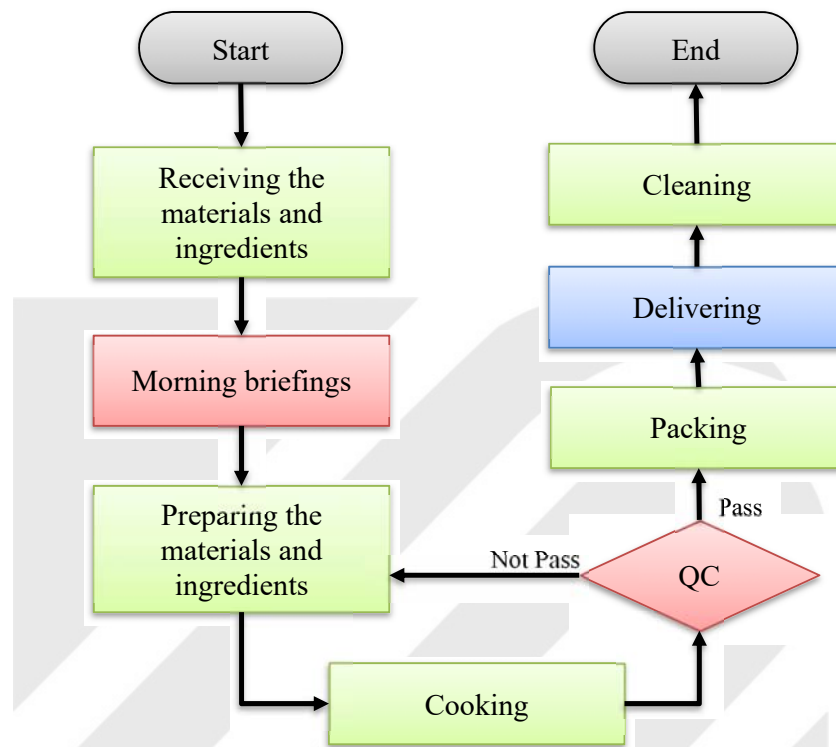 Start
Receiving the
materials and
ingredients
Morning briefings
Preparing the
materials and
ingredients
Cooking
QC
Not Pass
Pass
Packing
Delivering
Cleaning
End